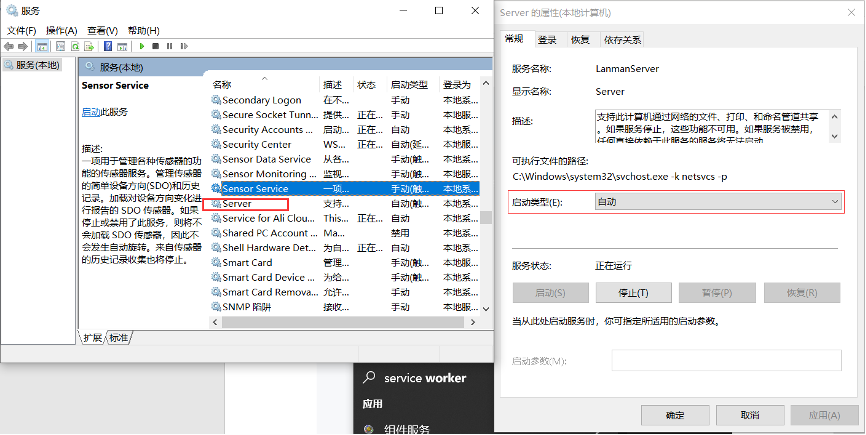 服务
文件(F) 操作(A) 查看(V) 帮助(H)
服务(本地)
服务(本地)
Sensor Service
启动此服务
描述:
一项用于管理各种传感器的功
能的传感器服务。管理传感器
的简单设备方向(SDO)和历史
记录。加载对设备方向变化进
行报告的 SDO 传感器。如果
停止或禁用了此服务，则将不
会加载 SDO 传感器，因此不
会发生自动旋转。来自传感器
的历史记录收集也将停止。
名称 描述 状态 启动类型 登录为
Secondary Logon 在不... 手动 本地系...
Secure Socket Tunn... 提供... 正在... 手动 本地服...
Security Accounts ... 启动... 正在... 自动 本地系...
Security Center WS... 正在... 自动(延... 本地服...
Sensor Data Service 从各... 手动(触... 本地系...
Sensor Monitoring ... 监视... 手动(触... 本地服...
Sensor Service 一项... 手动(触... 本地系...
Server 支持... 正在... 自动(触... 本地系...
Service for Ali Clou... This... 正在... 自动 本地系...
Shared PC Account ... Ma... 禁用 本地系...
Shell Hardware Det... 为自... 正在... 自动 本地系...
Smart Card 管理... 手动(触... 本地服...
Smart Card Device ... 为给... 手动(触... 本地系...
Smart Card Remova... 允许... 手动 本地系...
SNMP 陷阱 接收... 手动 本地服...
扩展 标准
service worker
应用
组件服务
Server 的属性(本地计算机)
常规 登录 恢复 依存关系
服务名称: LanmanServer
显示名称: Server
描述: 支持此计算机通过网络的文件、打印、和命名管道共享
。如果服务停止，这些功能不可用。如果服务被禁用，
任何直接依赖于此服务的服务将无法启动
可执行文件的路径:
C:\Windows\system32\svchost.exe -k netsvcs -p
启动类型(E): 自动
服务状态: 正在运行
启动(S) 停止(T) 暂停(P) 恢复(R)
当从此处启动服务时，你可指定所适用的启动参数。
启动参数(M):
确定 取消 应用(A)